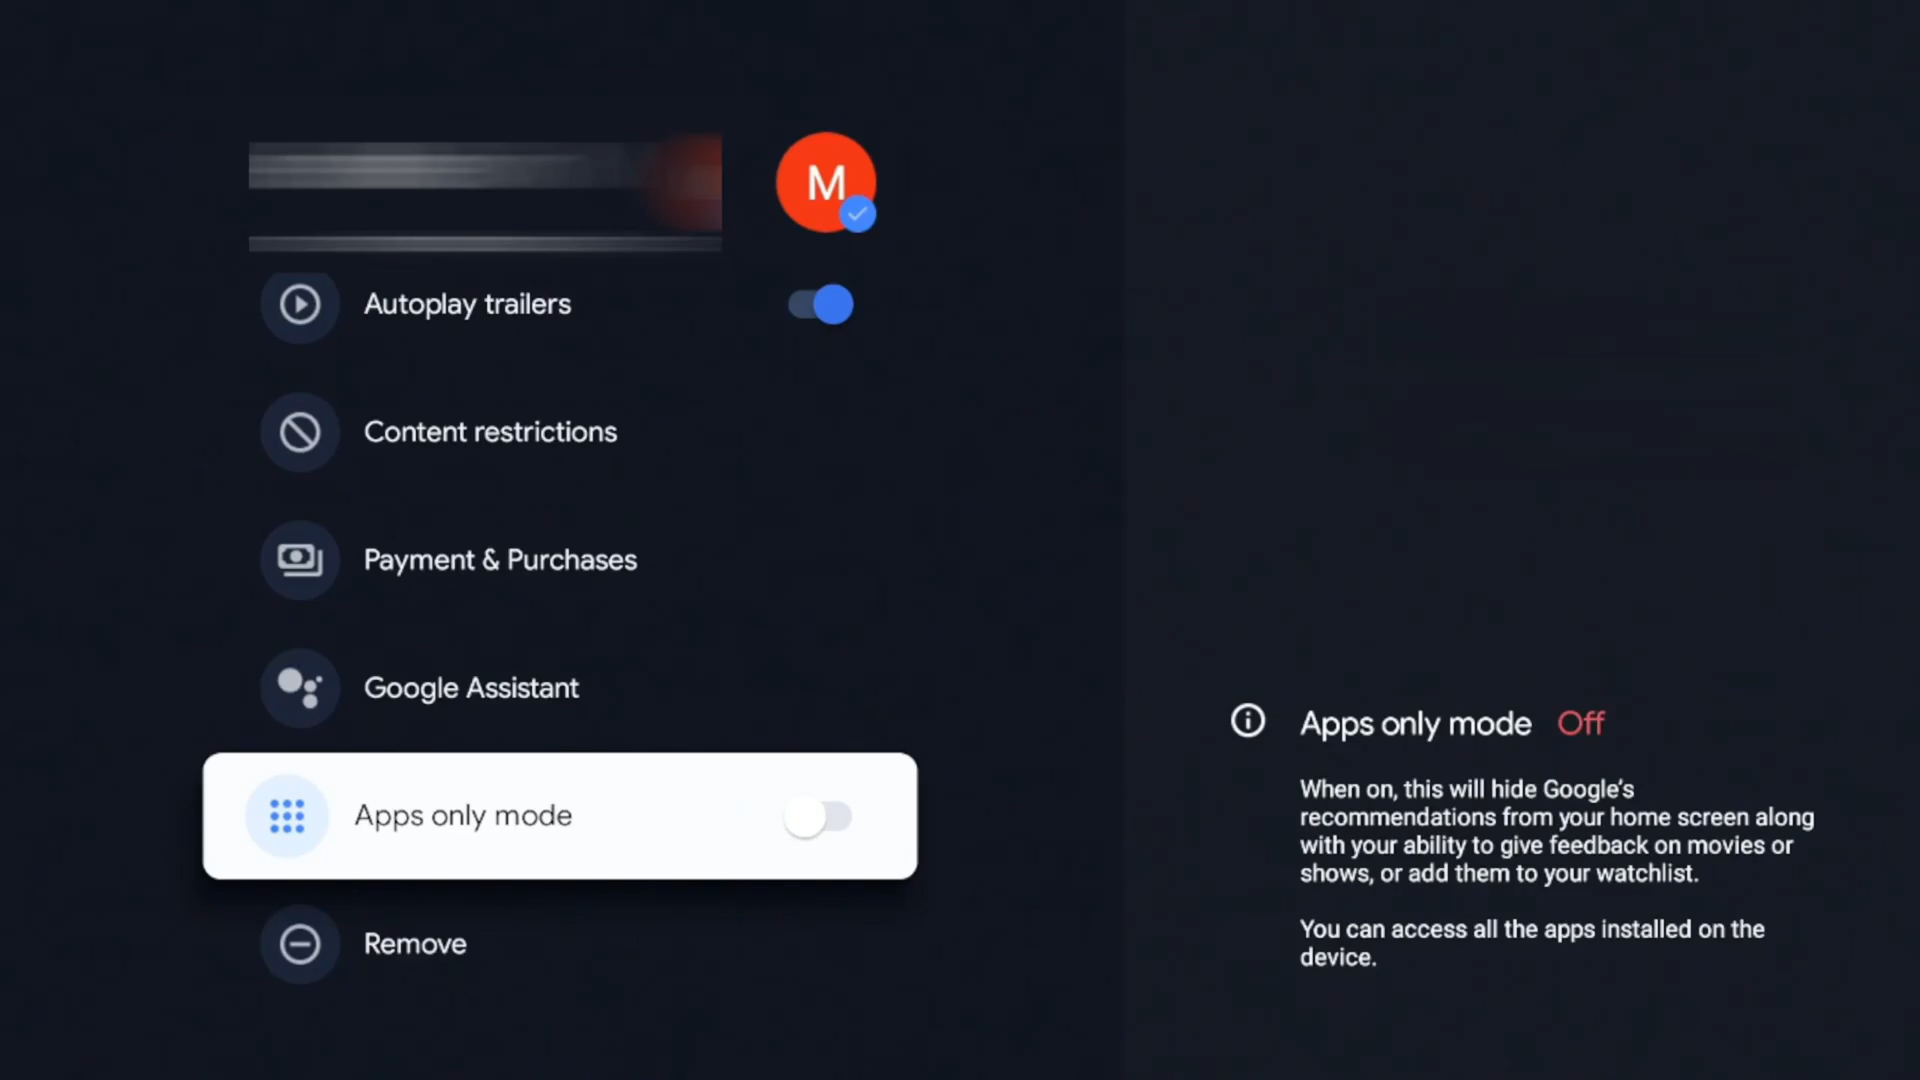 M
Autoplay trailers
Content restrictions
Payment & Purchases
Google Assistant
Apps only mode
Remove
Apps only mode Off
When on, this will hide Google's
recommendations from your home screen along
with your ability to give feedback on movies or
shows, or add them to your watchlist.
You can access all the apps installed on the
device.